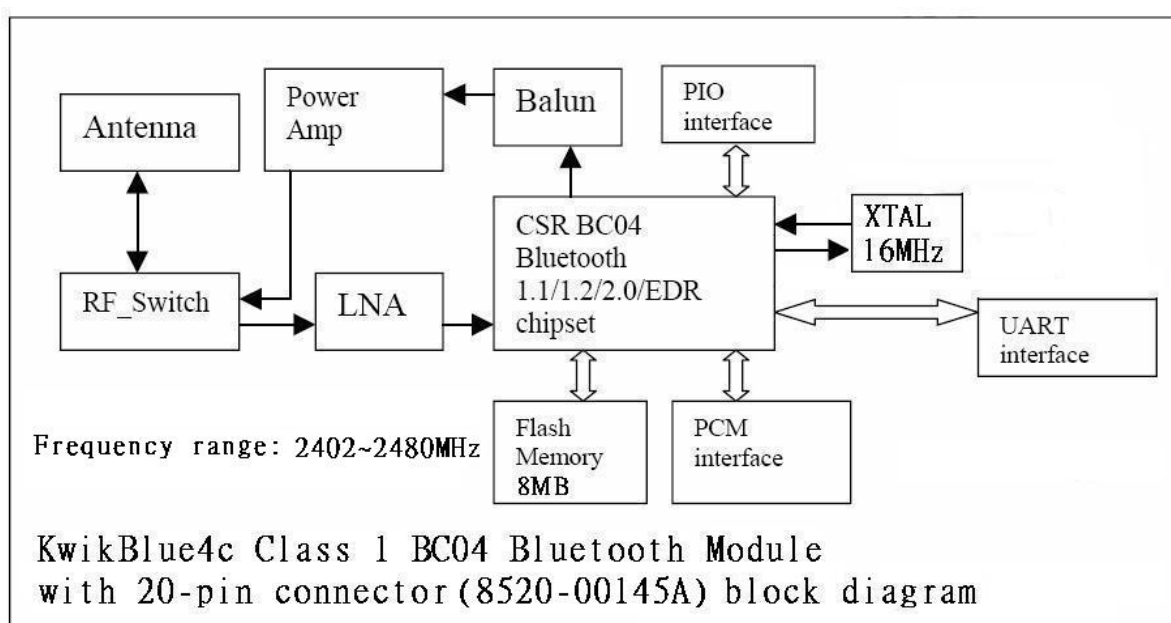 Antenna
Power
Amp
Balun
PIO
interface
CSR BC04
Bluetooth
1.1/1.2/2.0/EDR
chipset
XTAL
16MHz
RF_Switch
LNA
UART
interface
Flash
Memory
8MB
PCM
interface
Frequency range: 2402~2480MHz
KwikBlue4c Class 1 BC04 Bluetooth Module
with 20-pin connector(8520-00145A) block diagram